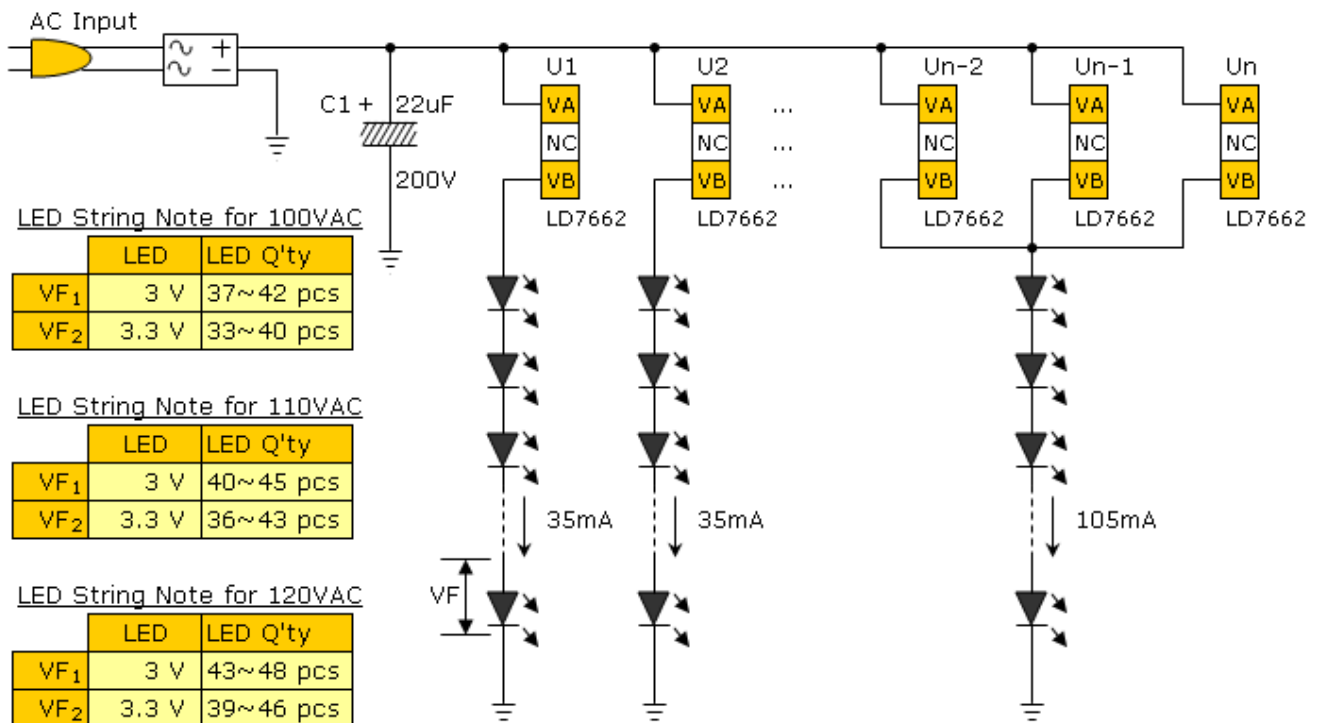 AC Input
∿ +
∿ −
C1 + 22uF
200V
U1 U2 Un-2 Un-1 Un
VA VA ... VA VA VA
NC NC ... NC NC NC
VB VB ... VB VB VB
LD7662 LD7662 LD7662 LD7662 LD7662
LED String Note for 100VAC
LED LED Q'ty
VF1 3 V 37~42 pcs
VF2 3.3 V 33~40 pcs
LED String Note for 110VAC
LED LED Q'ty
VF1 3 V 40~45 pcs
VF2 3.3 V 36~43 pcs
35mA 35mA 105mA
VF
LED String Note for 120VAC
LED LED Q'ty
VF1 3 V 43~48 pcs
VF2 3.3 V 39~46 pcs